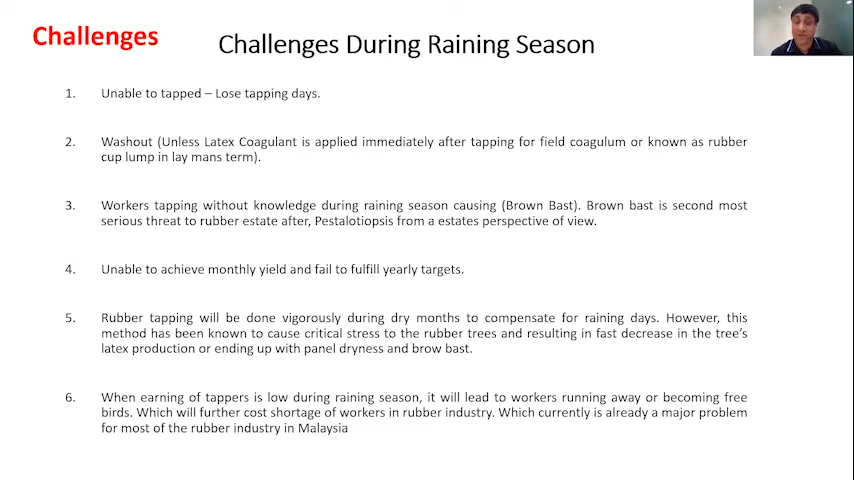 Challenges
Challenges During Raining Season
1. Unable to tapped – Lose tapping days.
2. Washout (Unless Latex Coagulant is applied immediately after tapping for field coagulum or known as rubber
cup lump in lay mans term).
3. Workers tapping without knowledge during raining season causing (Brown Bast). Brown bast is second most
serious threat to rubber estate after, Pestalotiopsis from a estates perspective of view.
4. Unable to achieve monthly yield and fail to fulfill yearly targets.
5. Rubber tapping will be done vigorously during dry months to compensate for raining days. However, this
method has been known to cause critical stress to the rubber trees and resulting in fast decrease in the tree’s
latex production or ending up with panel dryness and brow bast.
6. When earning of tappers is low during raining season, it will lead to workers running away or becoming free
birds. Which will further cost shortage of workers in rubber industry. Which currently is already a major problem
for most of the rubber industry in Malaysia